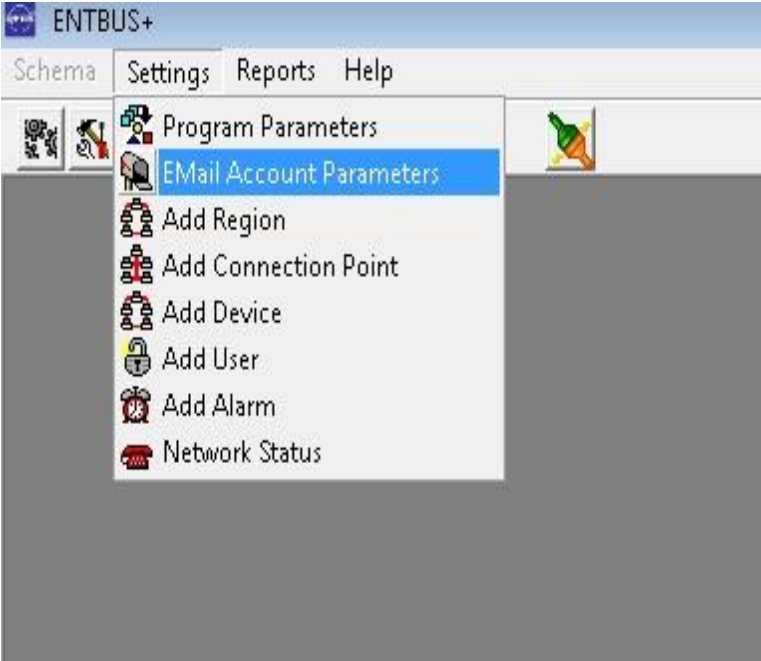 ENTBUS+
Schema Settings Reports Help
Program Parameters
EMail Account Parameters
Add Region
Add Connection Point
Add Device
Add User
Add Alarm
Network Status